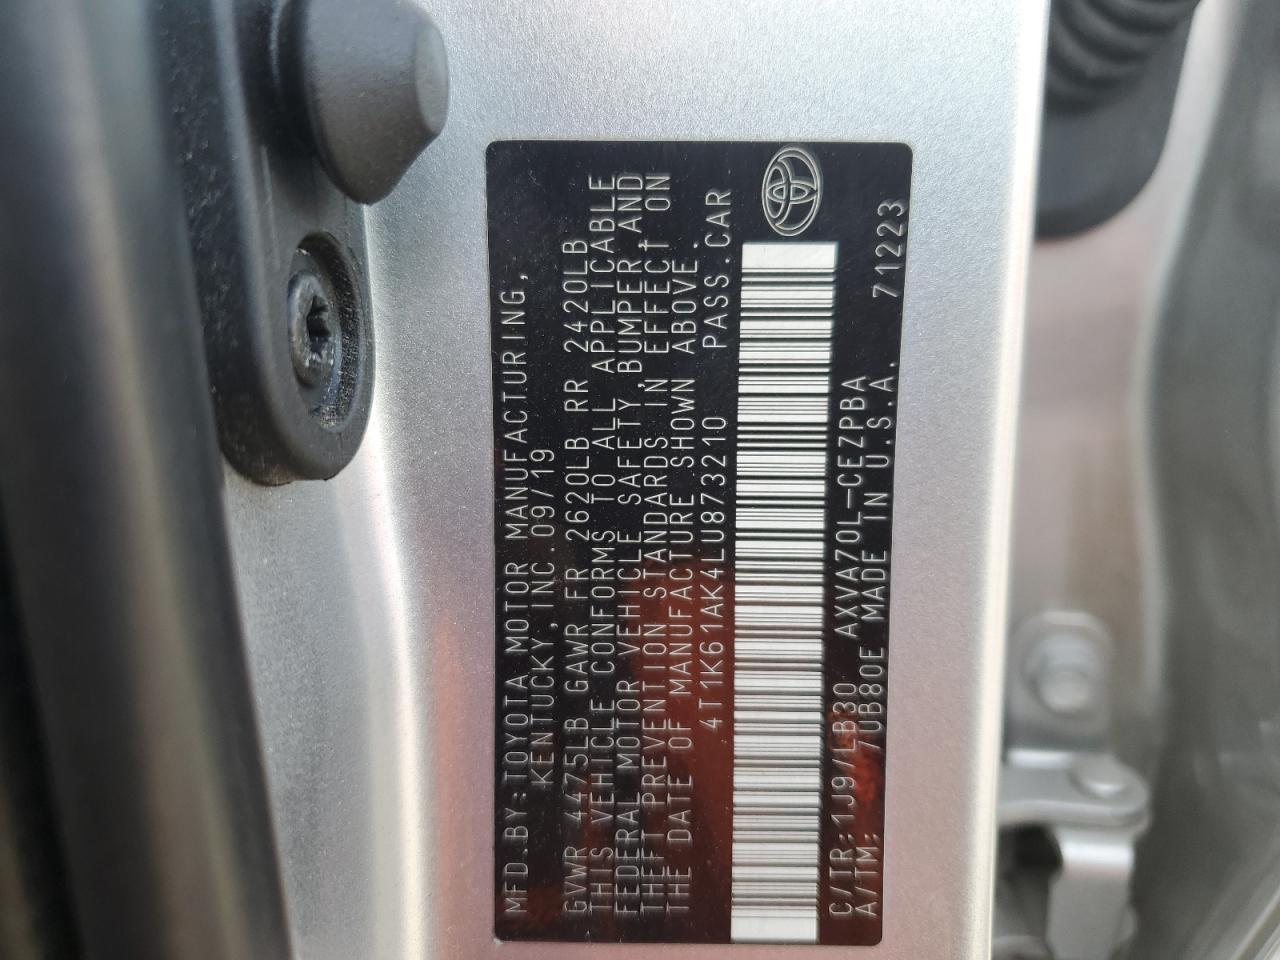 MFD.BY:TOYOTA MOTOR MANUFACTURING,
KENTUCKY,INC.09/19
GVWR 4475LB GAWR FR 2620LB RR 2420LB
THIS VEHICLE CONFORMS TO ALL APPLICABLE
FEDERAL MOTOR VEHICLE SAFETY,BUMPER,AND
THEFT PREVENTION STANDARDS IN EFFECT ON
THE DATE OF MANUFACTURE SHOWN ABOVE.
4T1K61AK4LU873210 PASS.CAR
C/TR:1J9/LB30 AXVA70L-CEZPBA
A/TM: /UB80E MADE IN U.S.A. 71223